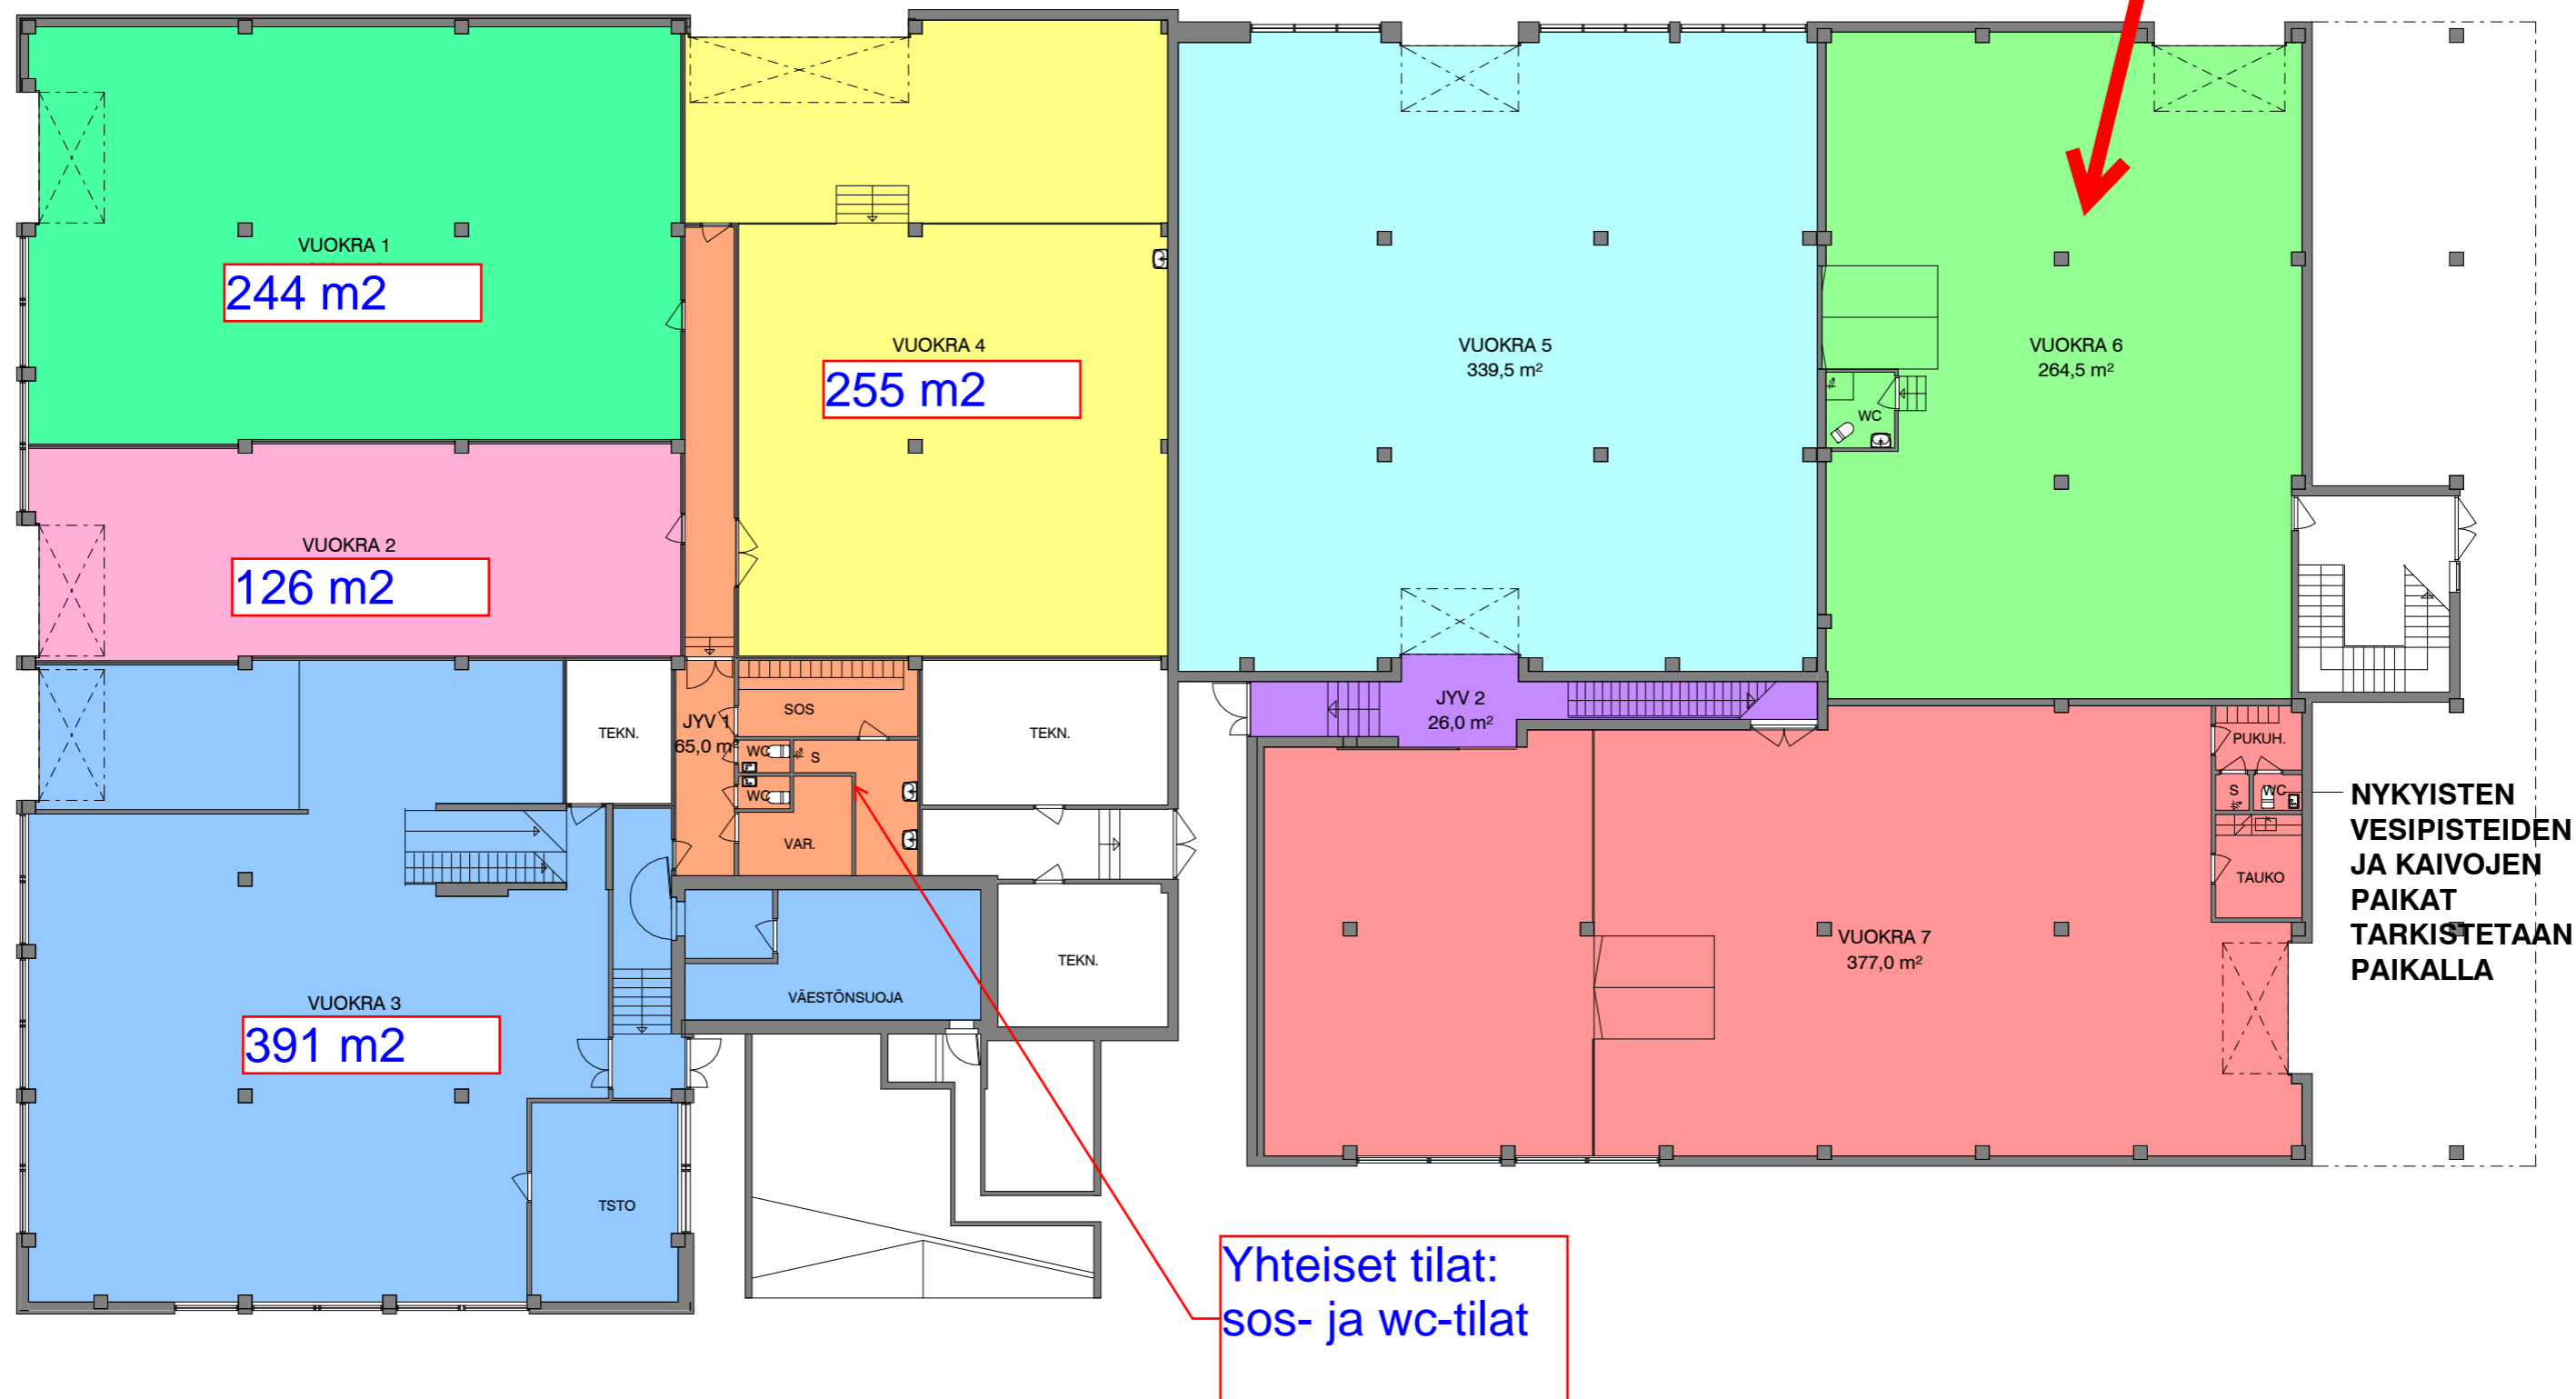 VUOKRA 1
244 m2
VUOKRA 2
126 m2
VUOKRA 4
255 m2
VUOKRA 5
339,5 m²
VUOKRA 6
264,5 m²
WC
TEKN.
JYV 1
65,0 m²
SOS
WC
S
WC
VAR.
TEKN.
JYV 2
26,0 m²
PUKUH.
S
WC
TAUKO
NYKYISTEN
VESIPISTEIDEN
JA KAIVOJEN
PAIKAT
TARKISTETAAN
PAIKALLA
VUOKRA 7
377,0 m²
TEKN.
VÄESTÖNSUOJA
VUOKRA 3
391 m2
TSTO
Yhteiset tilat:
sos- ja wc-tilat